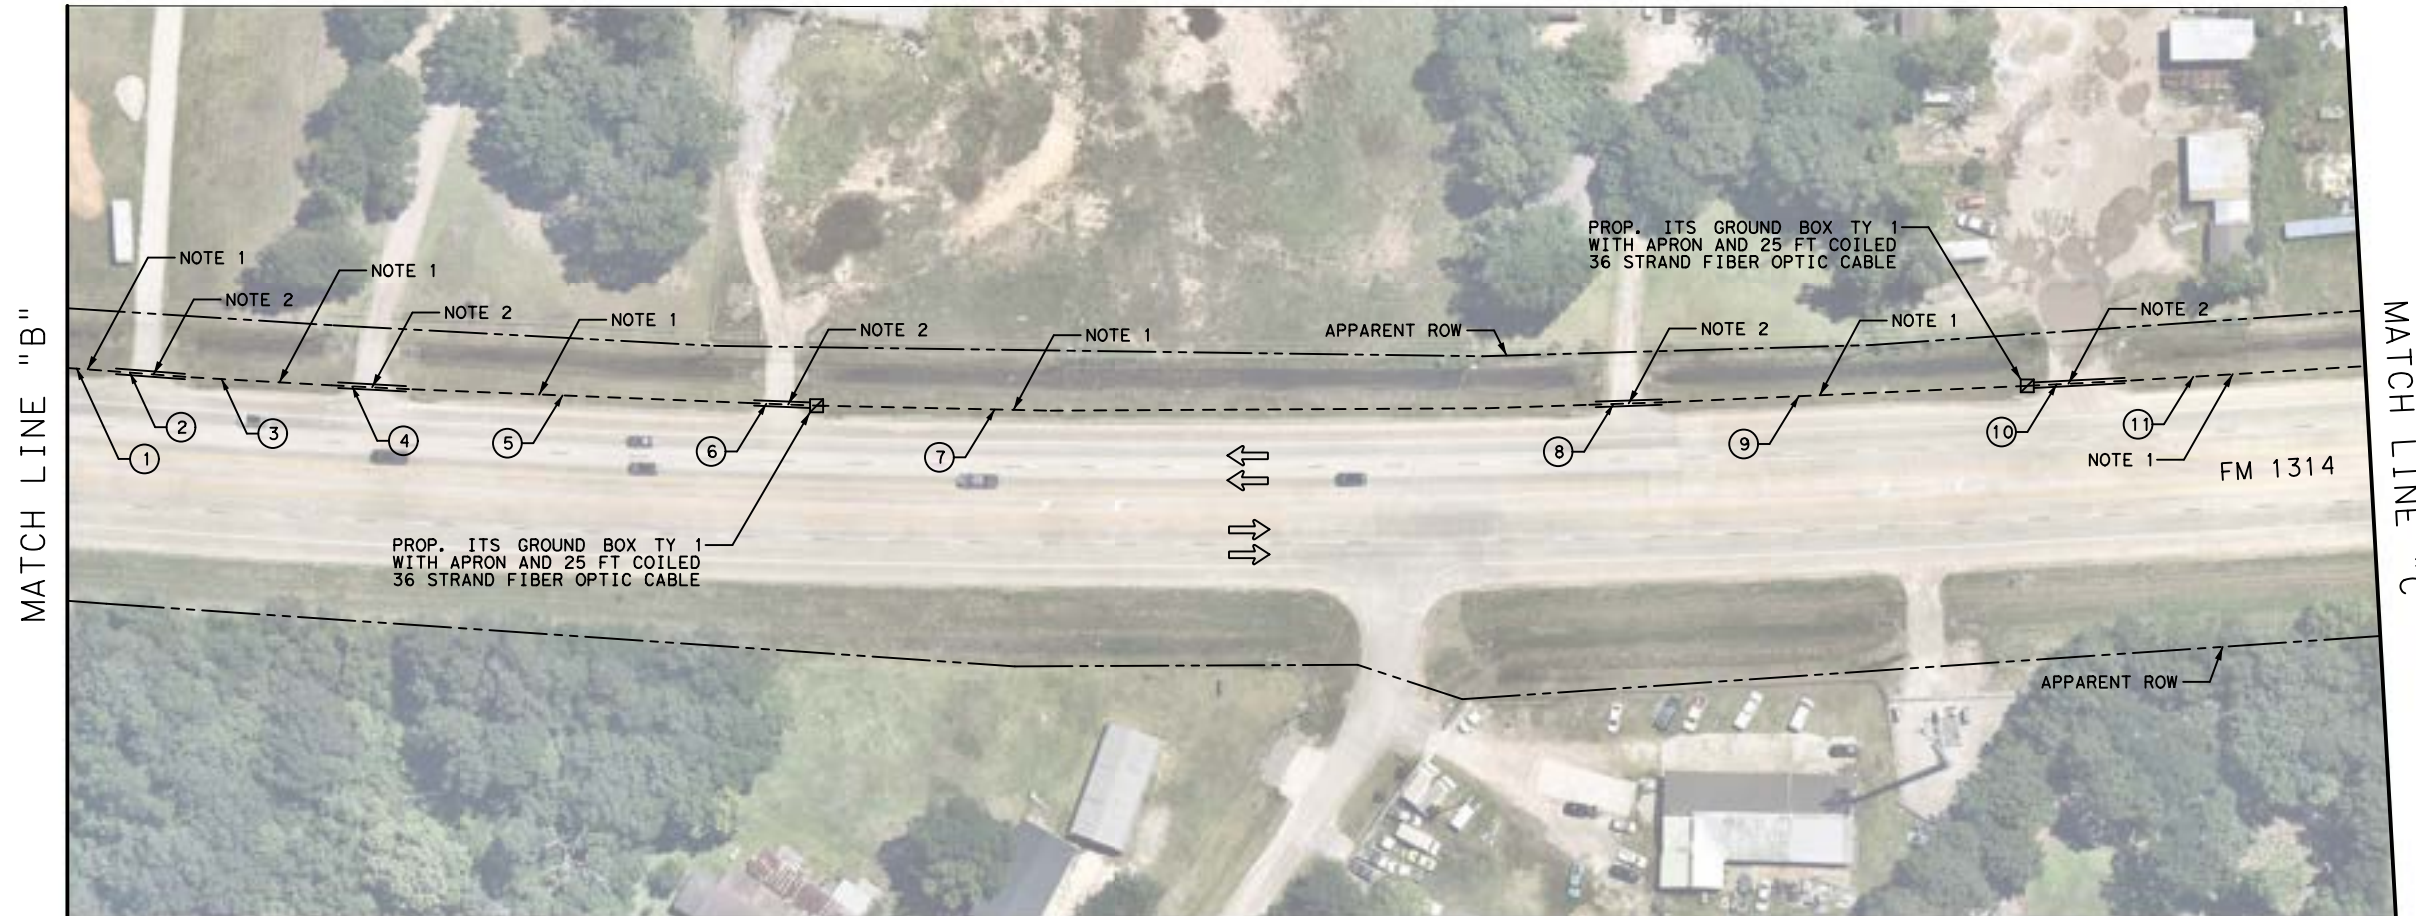 MATCH LINE "B"
NOTE 1
NOTE 2
NOTE 1
NOTE 2
NOTE 1
NOTE 2
NOTE 1
APPARENT ROW
PROP. ITS GROUND BOX TY 1
WITH APRON AND 25 FT COILED
36 STRAND FIBER OPTIC CABLE
NOTE 2
NOTE 1
NOTE 2
1
2
3
4
5
6
7
8
9
10
11
NOTE 1
FM 1314
PROP. ITS GROUND BOX TY 1
WITH APRON AND 25 FT COILED
36 STRAND FIBER OPTIC CABLE
APPARENT ROW
MATCH LINE "C